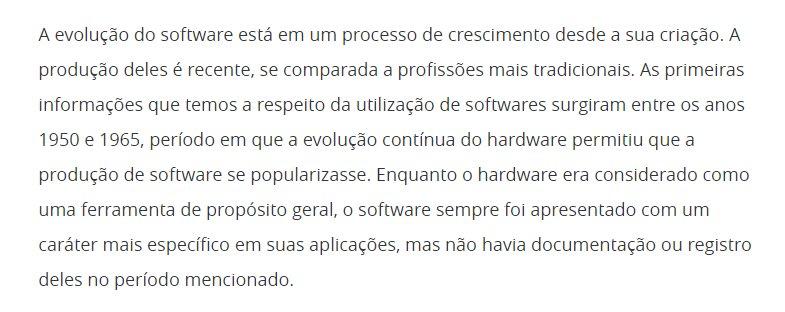 A evolução do software está em um processo de crescimento desde a sua criação. A
produção deles é recente, se comparada a profissões mais tradicionais. As primeiras
informações que temos a respeito da utilização de softwares surgiram entre os anos
1950 e 1965, período em que a evolução contínua do hardware permitiu que a
produção de software se popularizasse. Enquanto o hardware era considerado como
uma ferramenta de propósito geral, o software sempre foi apresentado com um
caráter mais específico em suas aplicações, mas não havia documentação ou registro
deles no período mencionado.